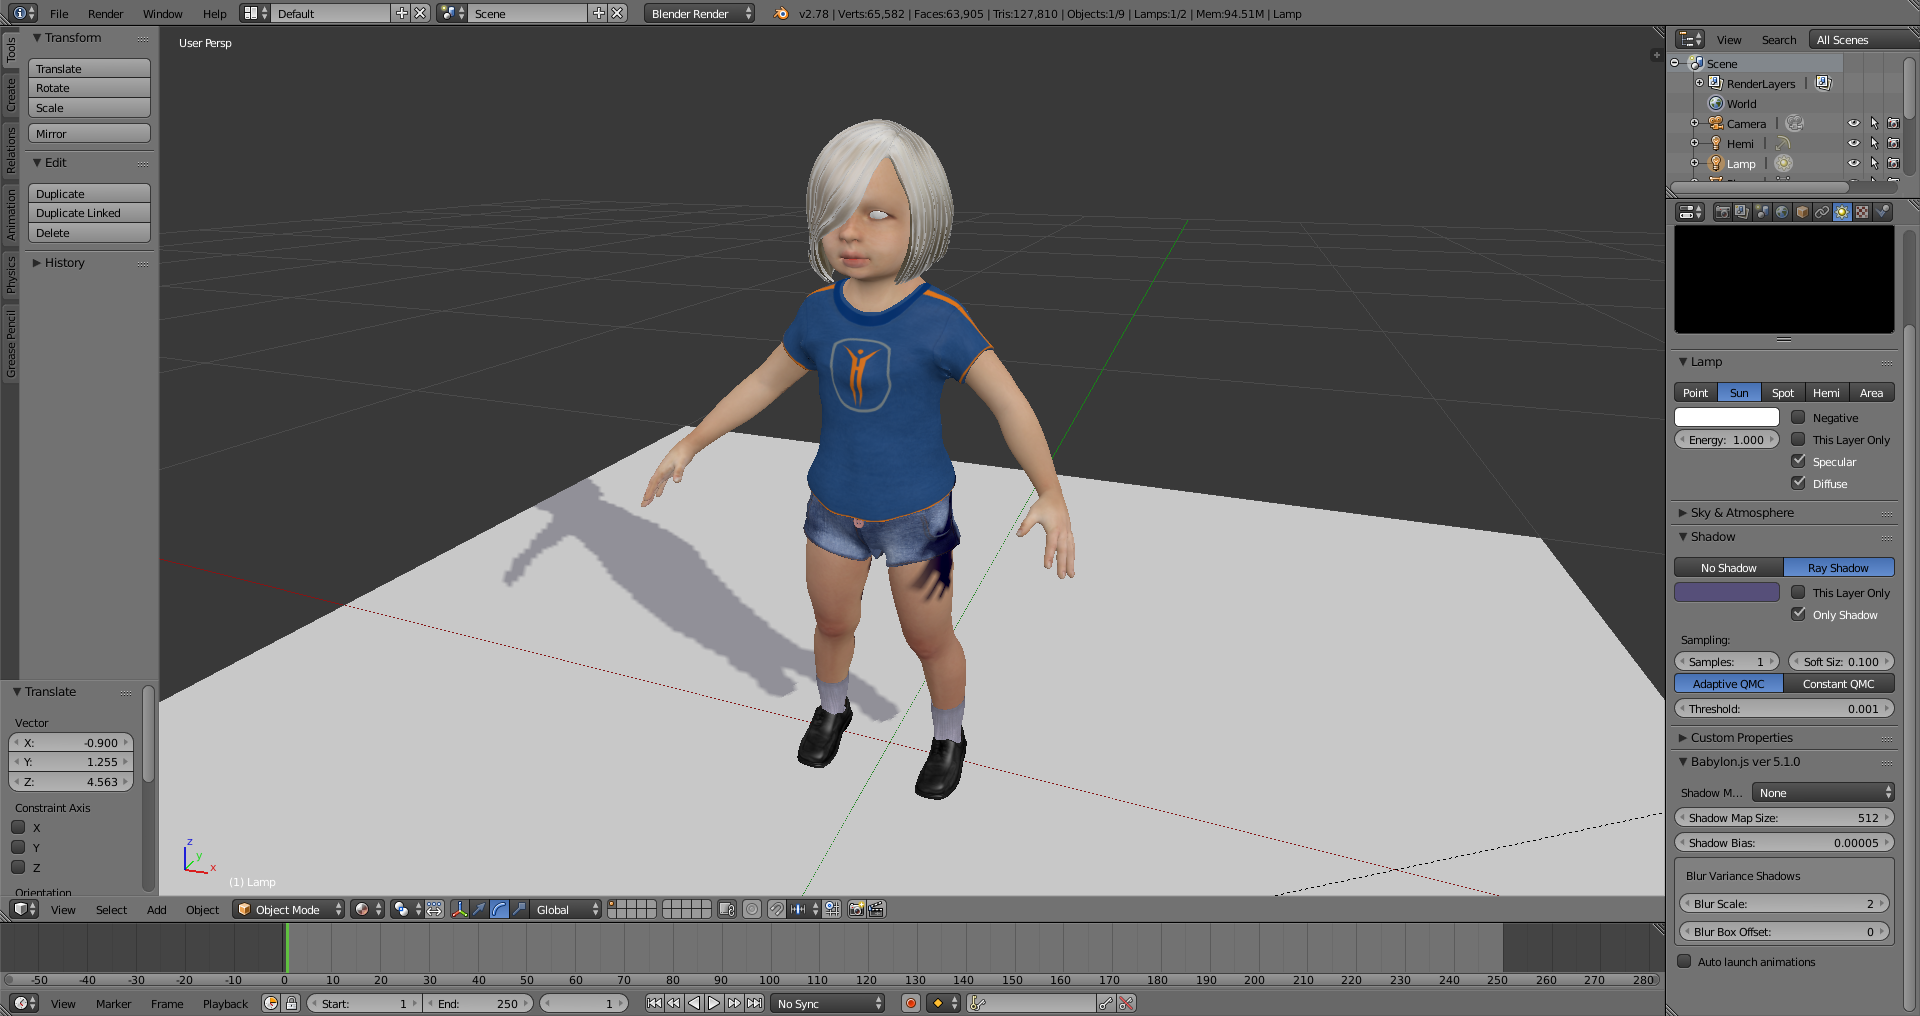 File Render Window Help Default Scene Blender Render v2.78 | Verts:65,582 | Faces:63,905 | Tris:127,810 | Objects:1/9 | Lamps:1/2 | Mem:94.51M | Lamp
Tools
Create
Relations
Animation
Physics
Grease Pencil
Transform
Translate
Rotate
Scale
Mirror
Edit
Duplicate
Duplicate Linked
Delete
History
Translate
Vector
X: -0.900
Y: 1.255
Z: 4.563
Constraint Axis
X
Y
Z
Orientation
User Persp
z
y
x
(1) Lamp
View Search All Scenes
Scene
RenderLayers |
World
Camera |
Hemi |
Lamp |
Lamp
Point Sun Spot Hemi Area
Negative
Energy: 1.000 This Layer Only
Specular
Diffuse
Sky & Atmosphere
Shadow
No Shadow Ray Shadow
This Layer Only
Only Shadow
Sampling:
Samples: 1 Soft Siz: 0.100
Adaptive QMC Constant QMC
Threshold: 0.001
Custom Properties
Babylon.js ver 5.1.0
Shadow M... None
Shadow Map Size: 512
Shadow Bias: 0.00005
Blur Variance Shadows
Blur Scale: 2
Blur Box Offset: 0
Auto launch animations
View Select Add Object Object Mode Global
-50 -40 -30 -20 -10 0 10 20 30 40 50 60 70 80 90 100 110 120 130 140 150 160 170 180 190 200 210 220 230 240 250 260 270 280
View Marker Frame Playback Start: 1 End: 250 1 No Sync